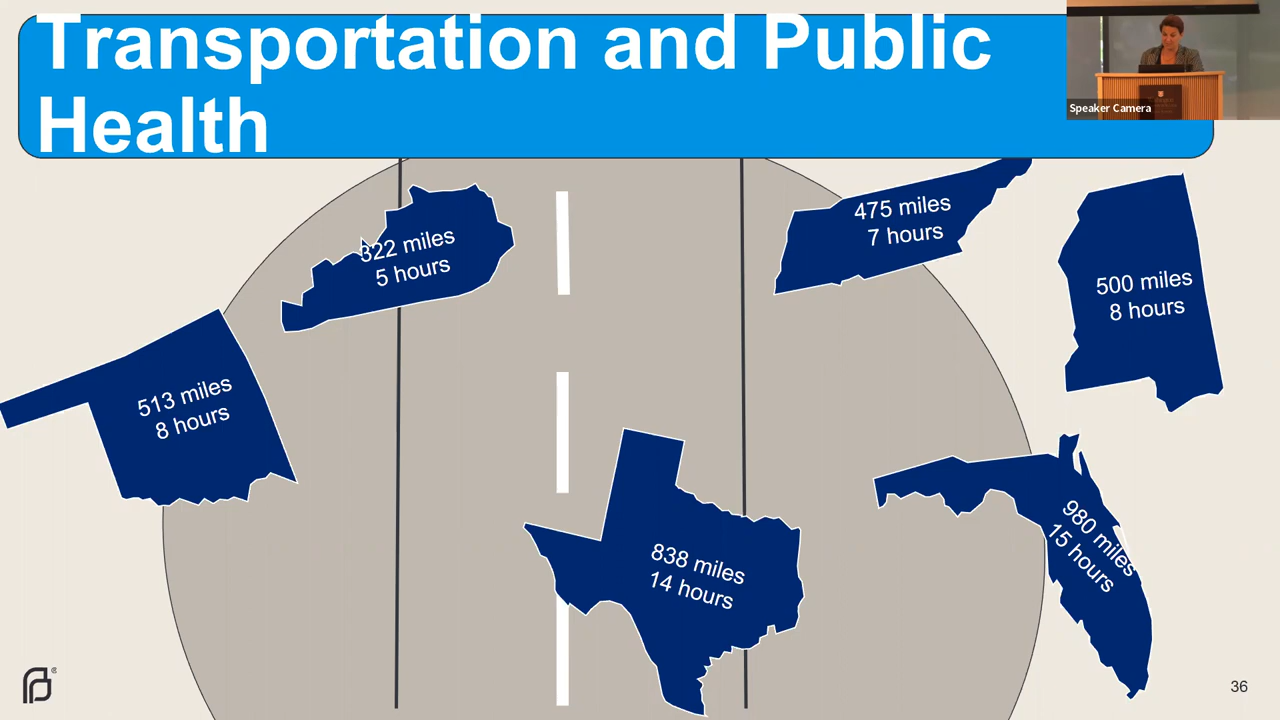 Transportation and Public
Health
Speaker Camera
322 miles
5 hours
475 miles
7 hours
500 miles
8 hours
513 miles
8 hours
838 miles
14 hours
980 miles
15 hours
36